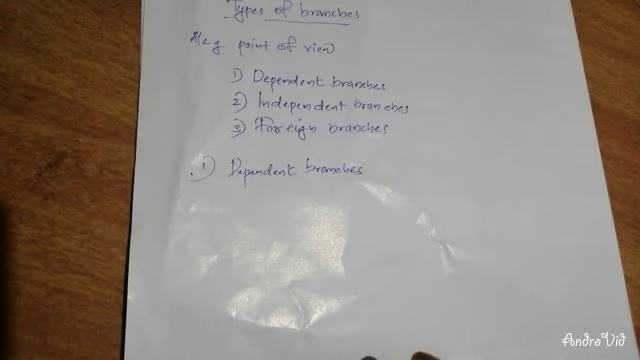 Types of branches
A/c g point of view
1) Dependent branches
2) Independent branches
3) Foreign branches
1) Dependent branches
AndroVid